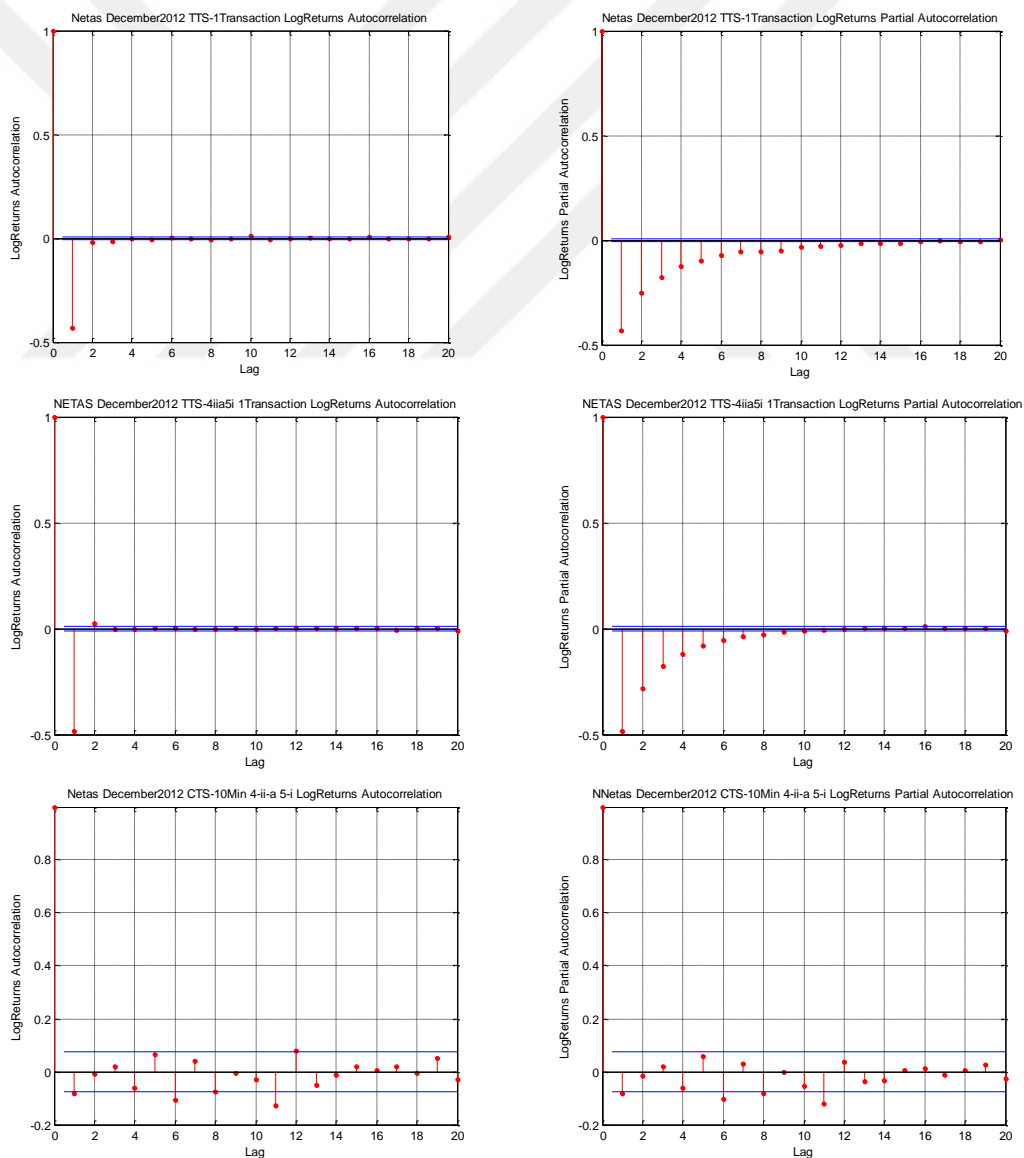 Netas December2012 TTS-1Transaction LogReturns Autocorrelation
1
0.5
0
-0.5
0 2 4 6 8 10 12 14 16 18 20
Lag
LogReturns Autocorrelation
Netas December2012 TTS-1Transaction LogReturns Partial Autocorrelation
1
0.5
0
-0.5
0 2 4 6 8 10 12 14 16 18 20
Lag
LogReturns Partial Autocorrelation
NETAS December2012 TTS-4iia5i 1Transaction LogReturns Autocorrelation
1
0.5
0
-0.5
0 2 4 6 8 10 12 14 16 18 20
Lag
LogReturns Autocorrelation
NETAS December2012 TTS-4iia5i 1Transaction LogReturns Partial Autocorrelation
1
0.5
0
-0.5
0 2 4 6 8 10 12 14 16 18 20
Lag
LogReturns Partial Autocorrelation
Netas December2012 CTS-10Min 4-ii-a 5-i LogReturns Autocorrelation
0.8
0.6
0.4
0.2
0
-0.2
0 2 4 6 8 10 12 14 16 18 20
Lag
LogReturns Autocorrelation
NNetas December2012 CTS-10Min 4-ii-a 5-i LogReturns Partial Autocorrelation
0.8
0.6
0.4
0.2
0
-0.2
0 2 4 6 8 10 12 14 16 18 20
Lag
LogReturns Partial Autocorrelation